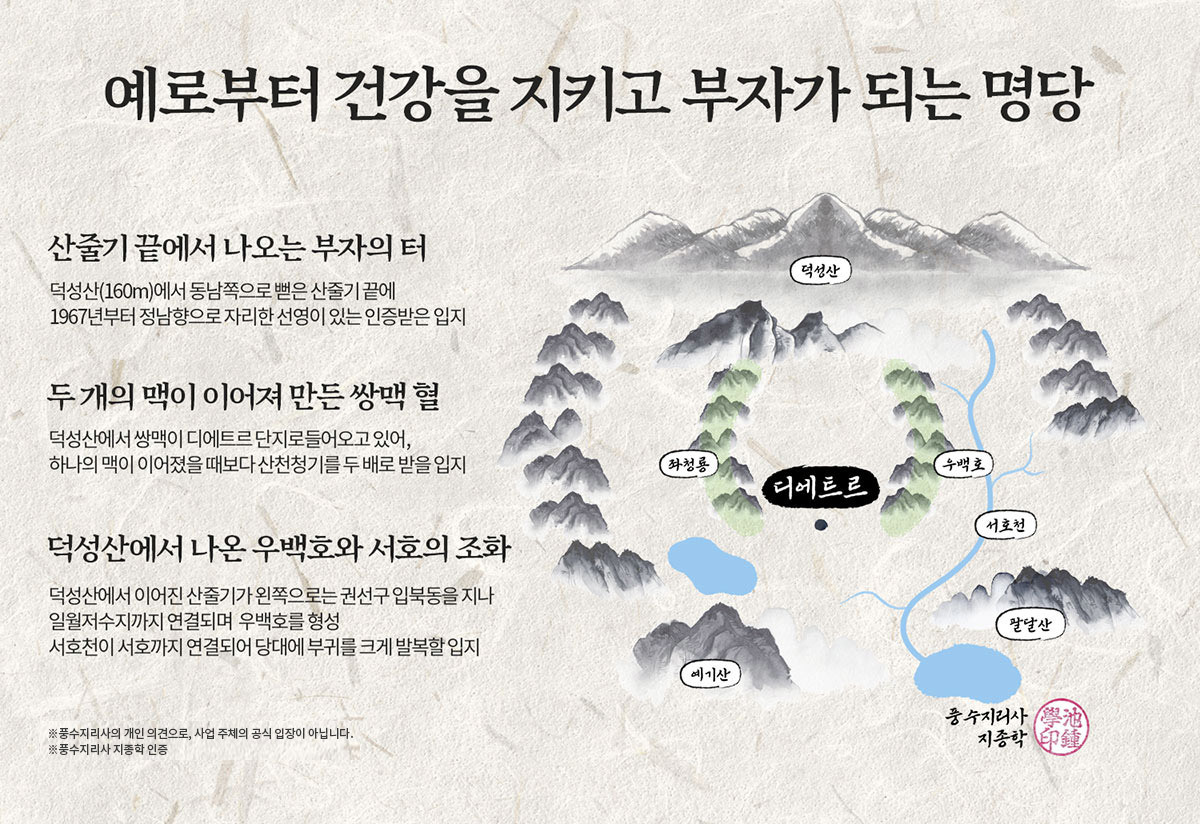 예로부터 건강을 지키고 부자가 되는 명당
산줄기 끝에서 나오는 부자의 터
덕성산(160m)에서 동남쪽으로 뻗은 산줄기 끝에
1967년부터 정남향으로 자리한 선영이 있는 인증받은 입지
두 개의 맥이 이어져 만든 쌍맥 혈
덕성산에서 쌍맥이 디에트르 단지로들어오고 있어,
하나의 맥이 이어졌을 때보다 산천청기를 두 배로 받을 입지
덕성산에서 나온 우백호와 서호의 조화
덕성산에서 이어진 산줄기가 왼쪽으로는 권선구 입북동을 지나
일월저수지까지 연결되며 우백호를 형성
서호천이 서호까지 연결되어 당대에 부귀를 크게 발복할 입지
※풍수지리사의 개인 의견으로, 사업 주체의 공식 입장이 아닙니다.
※풍수지리사 지종학 인증
덕성산
좌청룡
우백호
디에트르
서호천
팔달산
예기산
풍수지리사
지종학
池鍾
學印